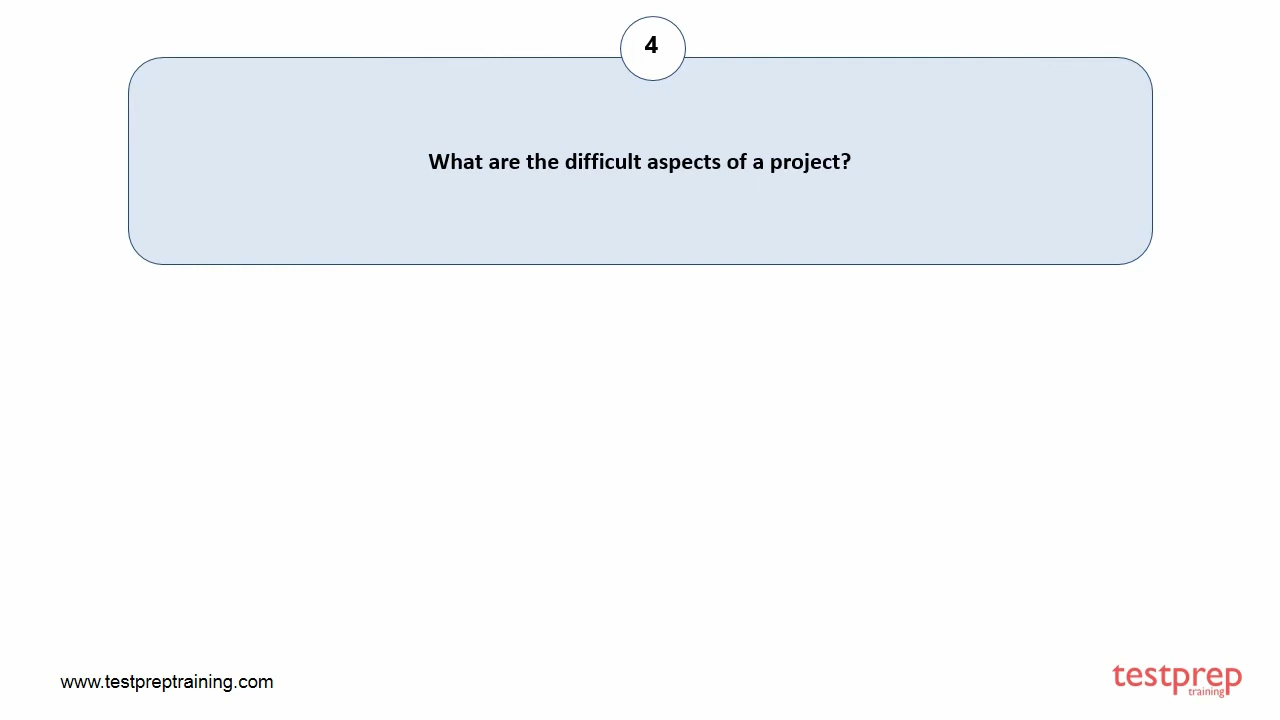 4
What are the difficult aspects of a project?
www.testpreptraining.com
testprep
training